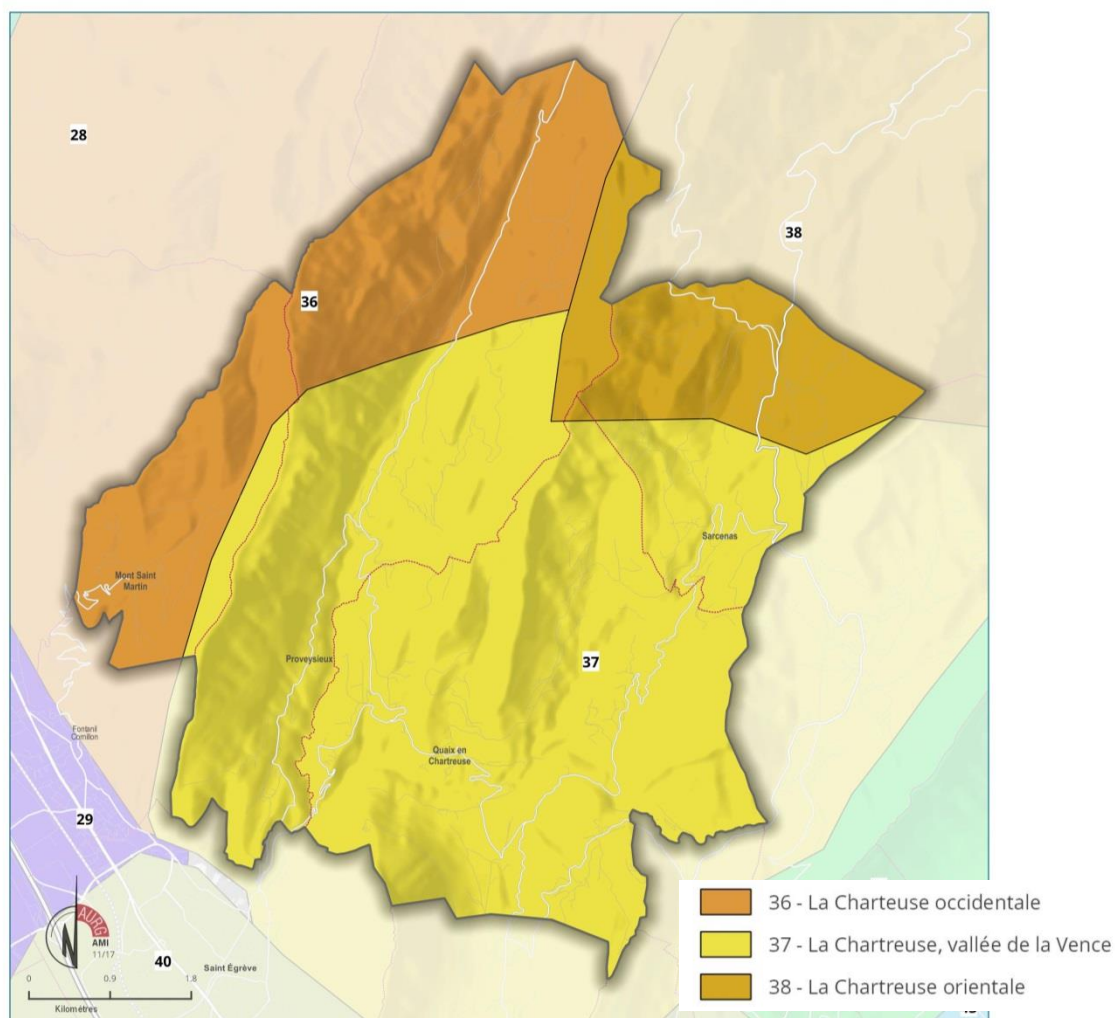 28
38
36
Sarcenas
Mont Saint
Martin
Proveysieux
37
Quaix en
Chartreuse
Fontanil
Cornillon
29
AURG
AMI
11/17
N
40
Saint Égrève
0 0.9 1.8
Kilomètres
36 - La Charteuse occidentale
37 - La Chartreuse, vallée de la Vence
38 - La Chartreuse orientale